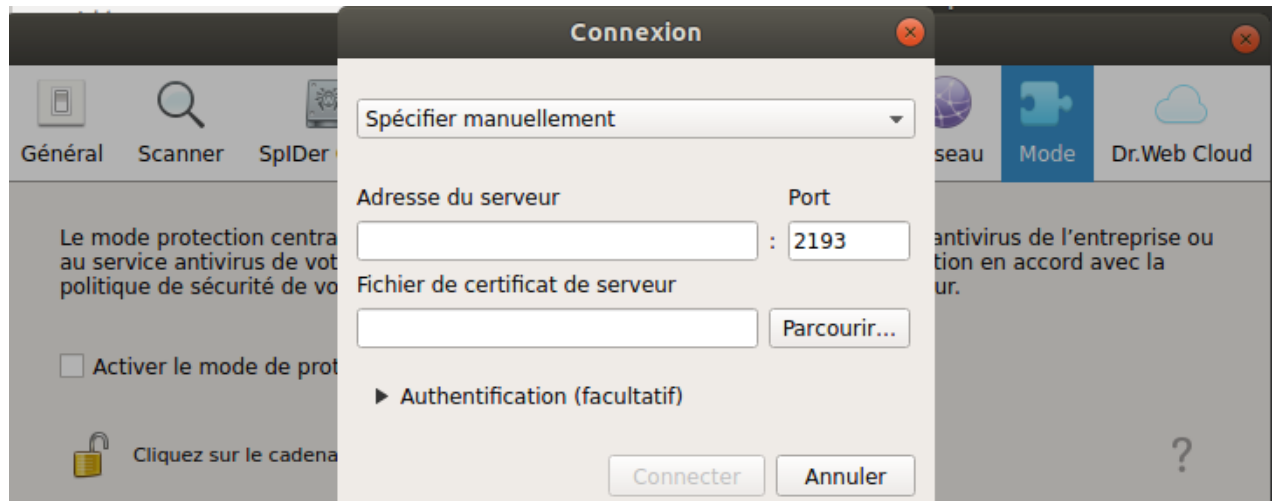 Connexion
Général
Scanner
SpIDer
Spécifier manuellement
seau
Mode
Dr.Web Cloud
Adresse du serveur
Port
: 2193
Fichier de certificat de serveur
Parcourir...
Le mode protection centra
au service antivirus de vot
politique de sécurité de vo
antivirus de l'entreprise ou
tion en accord avec la
ur.
Activer le mode de prot
Authentification (facultatif)
Cliquez sur le cadena
?
Connecter
Annuler